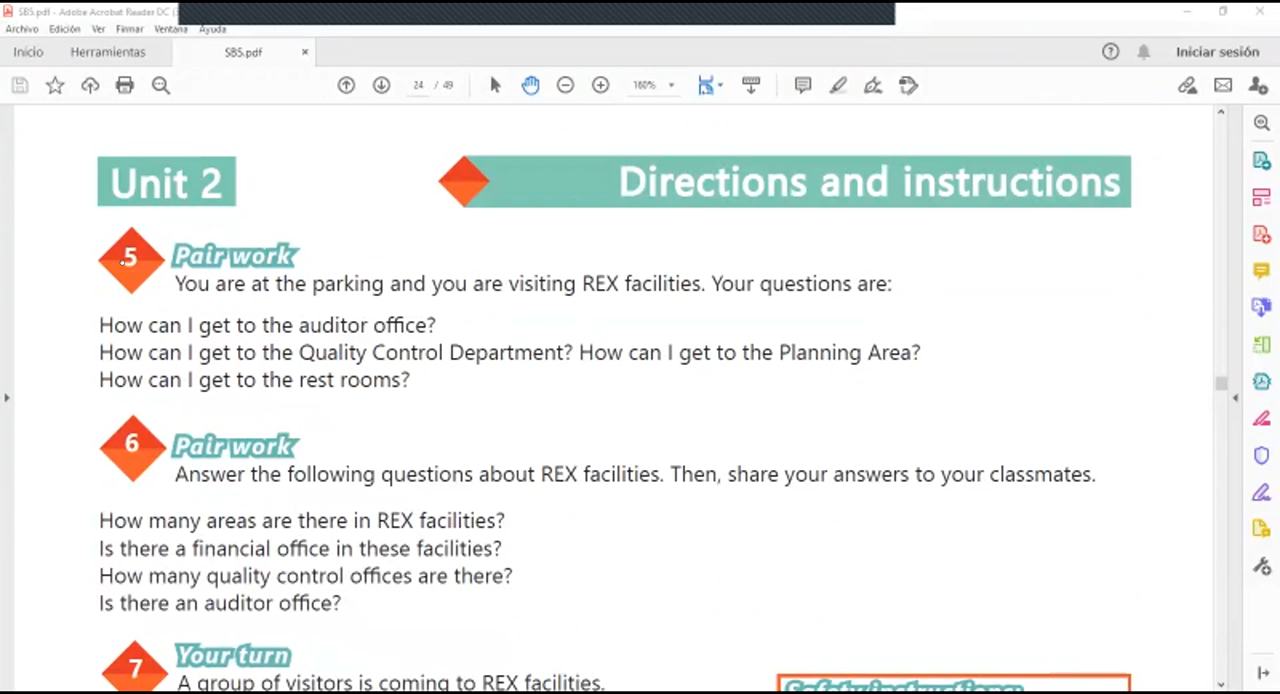 SB5.pdf - Adobe Acrobat Reader DC
Archivo Edición Ver Firmar Ventana Ayuda
Inicio Herramientas SB5.pdf × Iniciar sesión
24 / 49 160%
Unit 2 Directions and instructions
5 Pair work
You are at the parking and you are visiting REX facilities. Your questions are:
How can I get to the auditor office?
How can I get to the Quality Control Department? How can I get to the Planning Area?
How can I get to the rest rooms?
6 Pair work
Answer the following questions about REX facilities. Then, share your answers to your classmates.
How many areas are there in REX facilities?
Is there a financial office in these facilities?
How many quality control offices are there?
Is there an auditor office?
7 Your turn
A group of visitors is coming to REX facilities.
Safety instructions